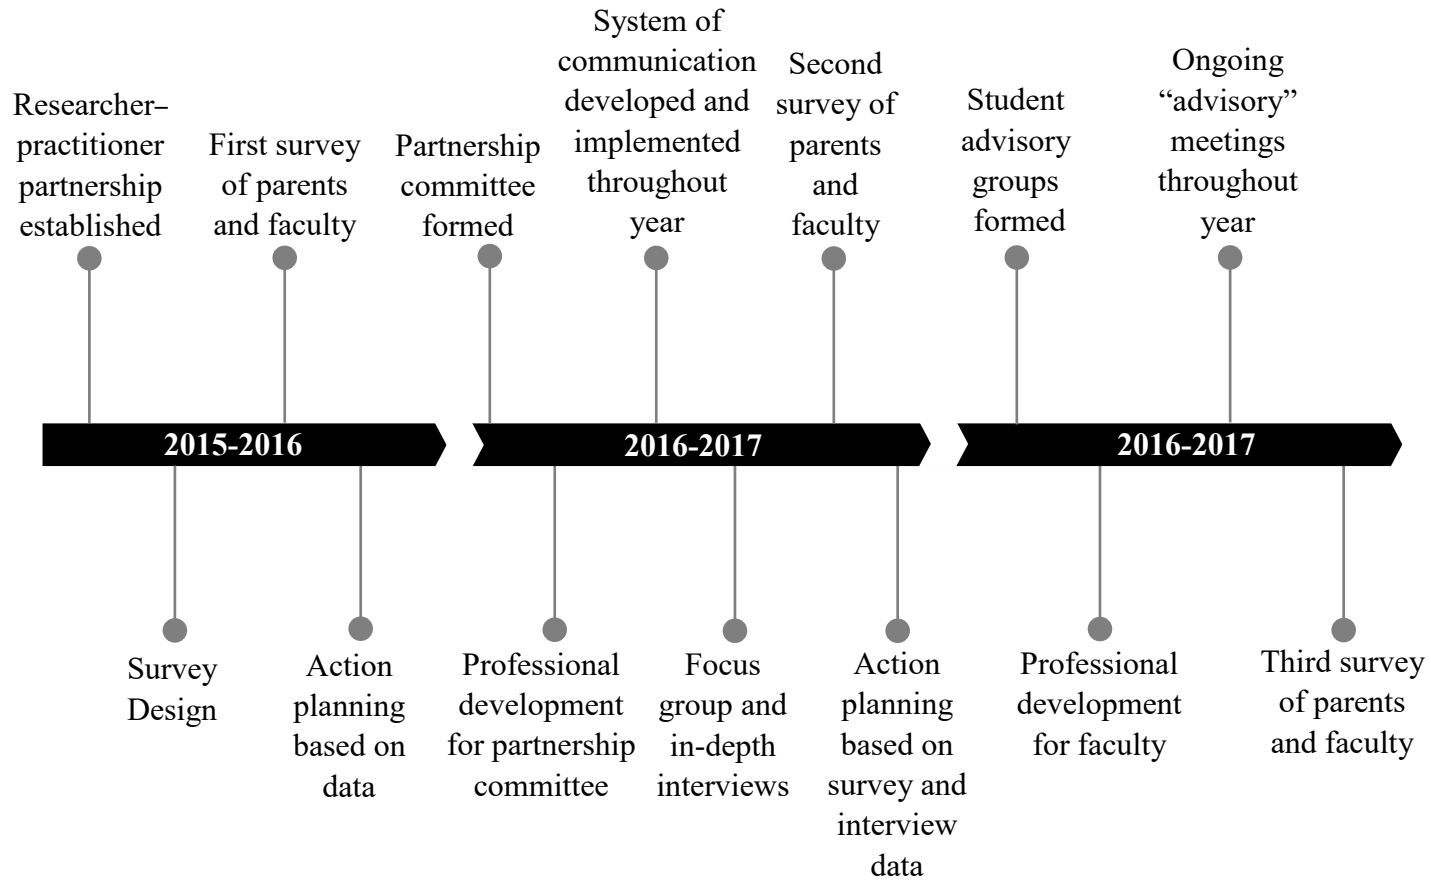 Researcher–
practitioner
partnership
established
First survey
of parents
and faculty
Partnership
committee
formed
System of
communication
developed and
implemented
throughout
year
Second
survey of
parents
and
faculty
Student
advisory
groups
formed
Ongoing
“advisory”
meetings
throughout
year
2015-2016
2016-2017
2016-2017
Survey
Design
Action
planning
based on
data
Professional
development
for partnership
committee
Focus
group and
in-depth
interviews
Action
planning
based on
survey and
interview
data
Professional
development
for faculty
Third survey
of parents
and faculty